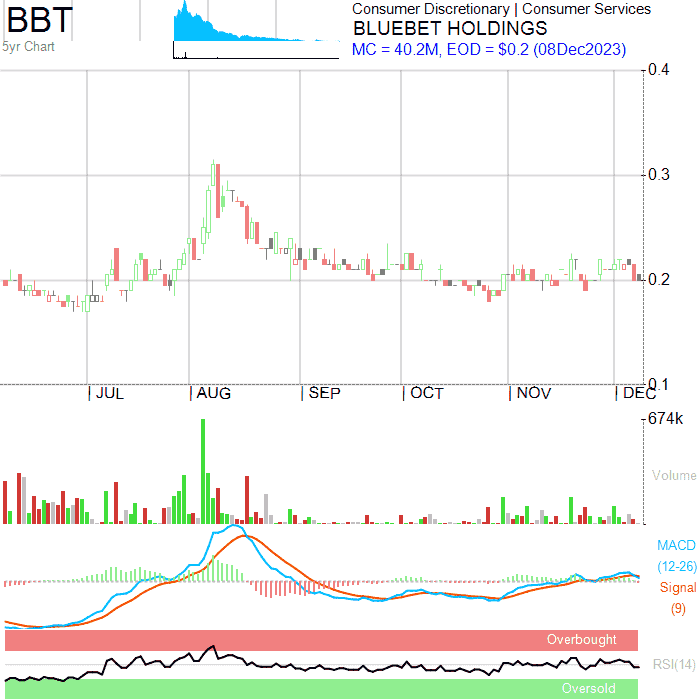 BBT
5yr Chart
Consumer Discretionary | Consumer Services
BLUEBET HOLDINGS
MC = 40.2M, EOD = $0.2 (08Dec2023)
0.4
0.3
0.2
0.1
JUL
AUG
SEP
OCT
NOV
DEC
674k
Volume
MACD
(12-26)
Signal
(9)
Overbought
RSI(14)
Oversold